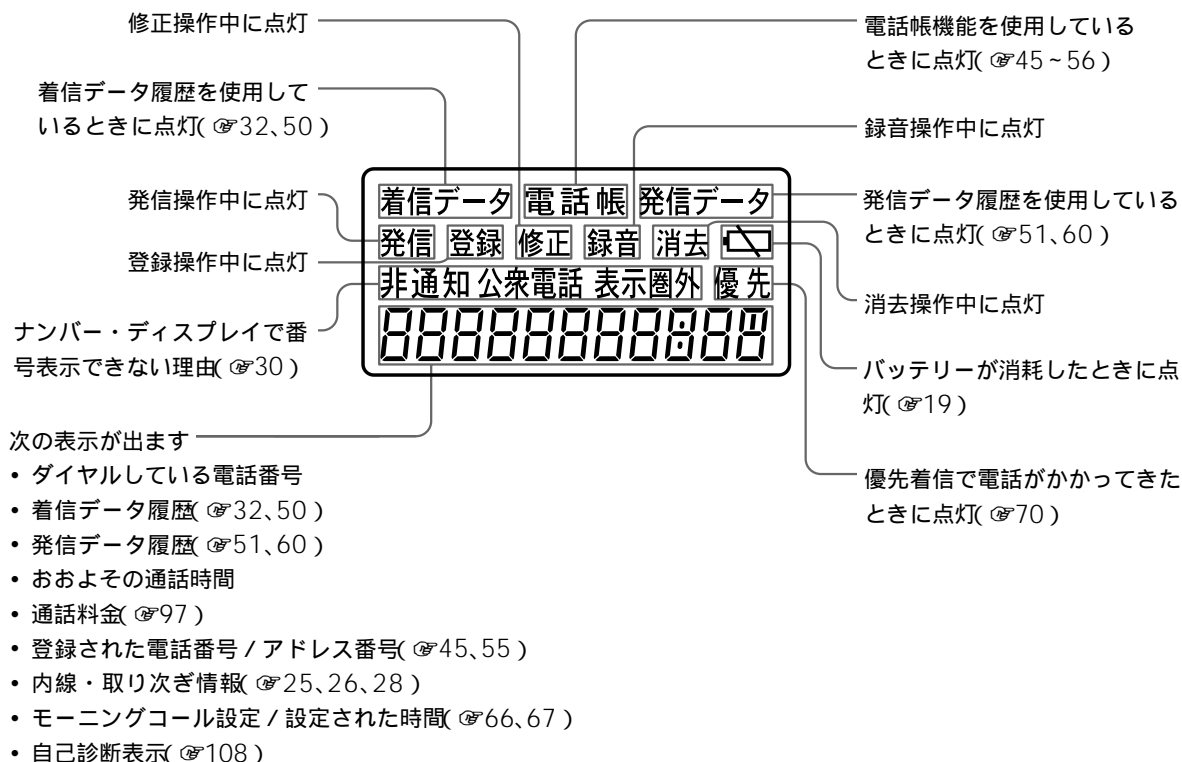 修正操作中に点灯
着信データ履歴を使用して
いるときに点灯(☞32、50)
発信操作中に点灯
登録操作中に点灯
ナンバー・ディスプレイで番
号表示できない理由(☞30)
電話帳機能を使用している
ときに点灯(☞45~56)
録音操作中に点灯
発信データ履歴を使用している
ときに点灯(☞51、60)
消去操作中に点灯
バッテリーが消耗したときに点
灯(☞19)
優先着信で電話がかかってきた
ときに点灯(☞70)
着信データ 電話帳 発信データ
発信 登録 修正 録音 消去
非通知 公衆電話 表示圏外 優先
8888888888:88
次の表示が出ます
• ダイヤルしている電話番号
• 着信データ履歴(☞32、50)
• 発信データ履歴(☞51、60)
• おおよその通話時間
• 通話料金(☞97)
• 登録された電話番号/アドレス番号(☞45、55)
• 内線・取り次ぎ情報(☞25、26、28)
• モーニングコール設定/設定された時間(☞66、67)
• 自己診断表示(☞108)